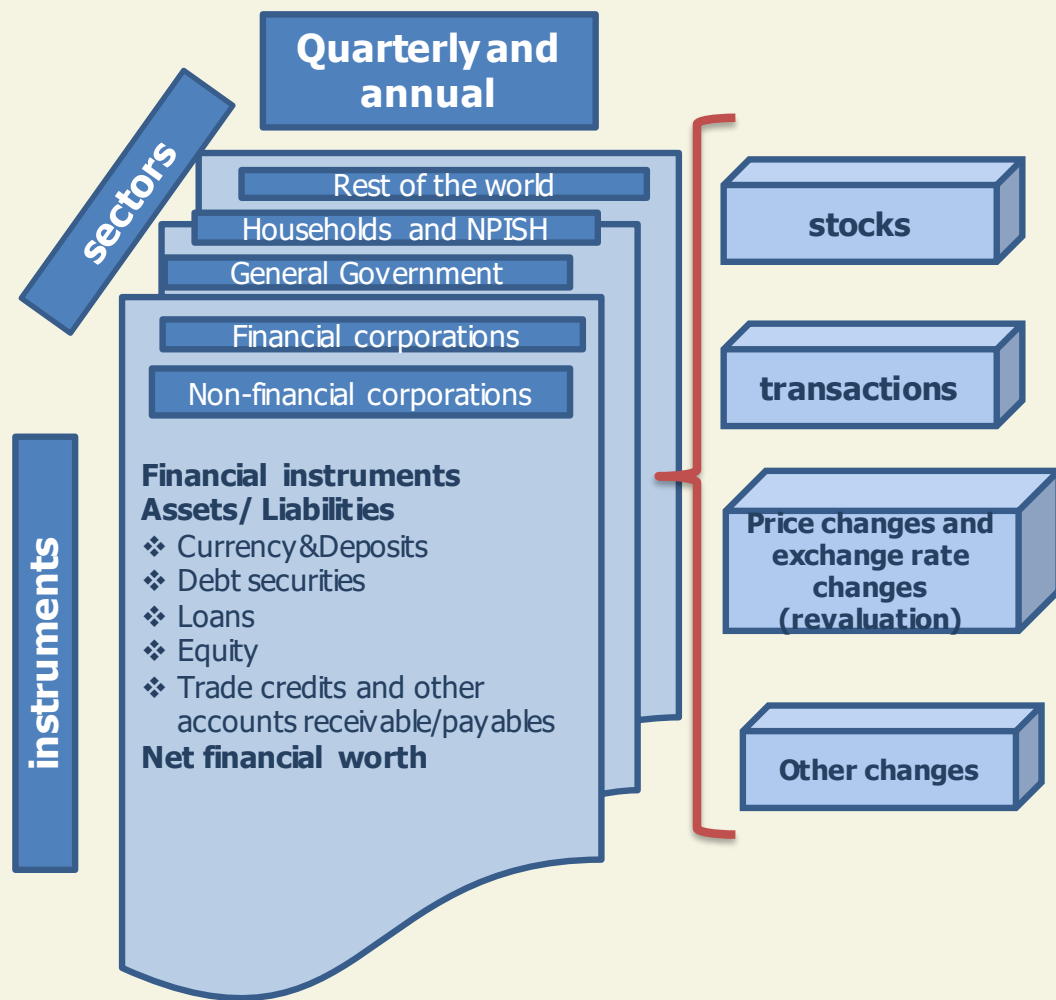 Quarterly and
annual
sectors
Rest of the world
Households and NPISH
General Government
Financial corporations
Non-financial corporations
instruments
Financial instruments
Assets/ Liabilities
❖ Currency&Deposits
❖ Debt securities
❖ Loans
❖ Equity
❖ Trade credits and other
accounts receivable/payables
Net financial worth
stocks
transactions
Price changes and
exchange rate
changes
(revaluation)
Other changes